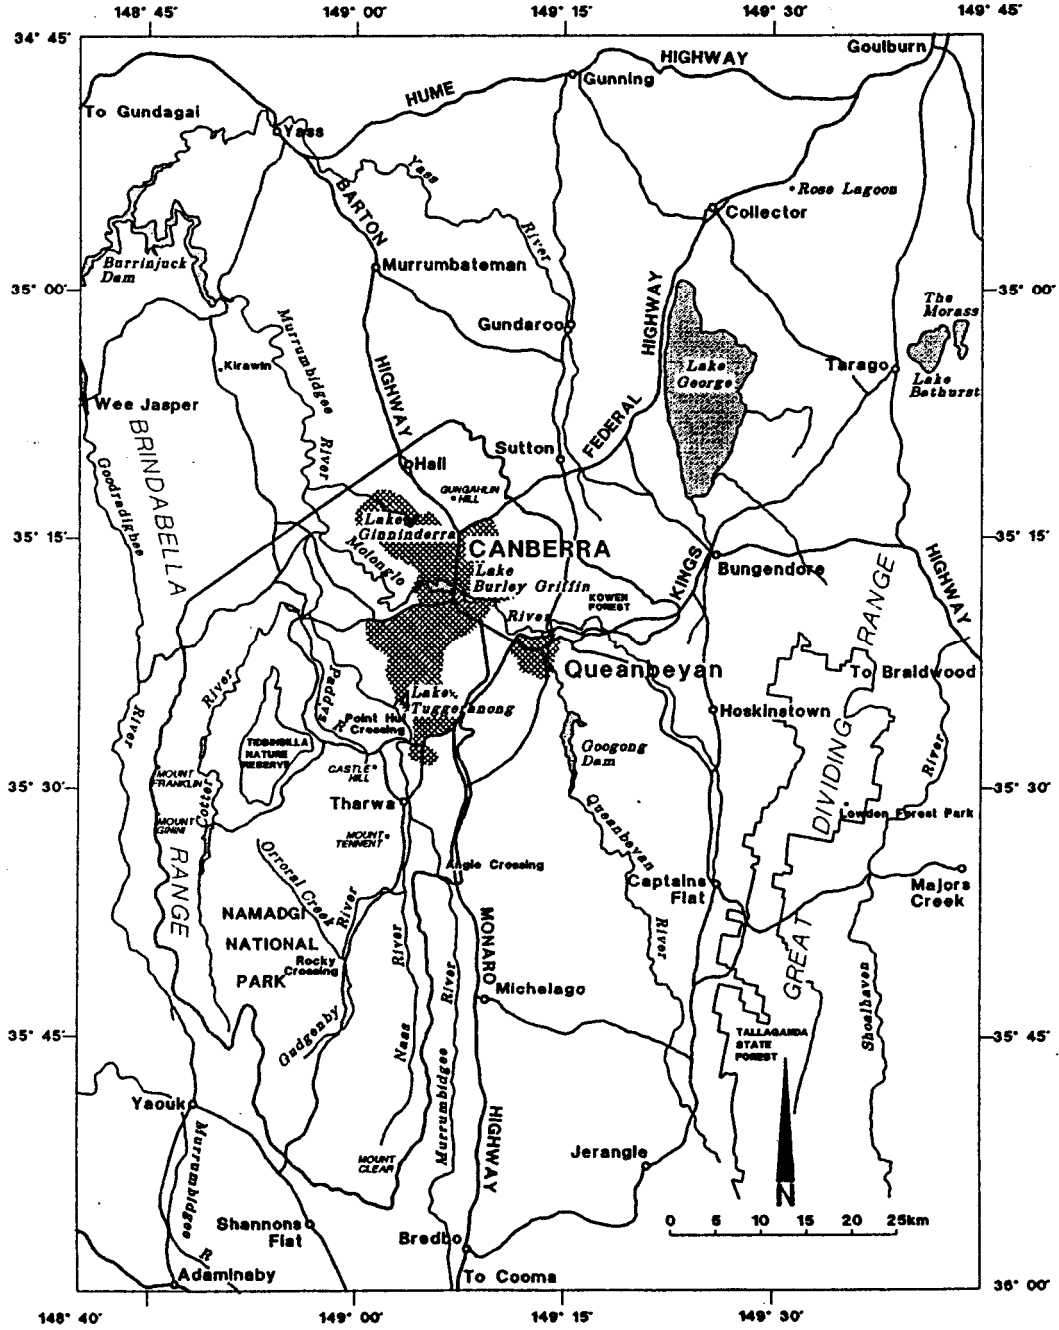 148° 45′
149° 00′
149° 15′
149° 30′
149° 45′
34° 45′
Goulburn
HIGHWAY
Gunning
HUME
To Gundagai
Yass
Yass
River
BARTON
HIGHWAY
Rose Lagoon
Collector
Burrinjuck
Dam
Murrumbateman
35° 00′
35° 00′
The
Morass
Gundaroo
HIGHWAY
Murrumbidgee
River
Kirawin
Lake
George
Tarago
Lake
Bathurst
Wee Jasper
BRINDABELLA
FEDERAL
Sutton
Hall
GUNGAHLIN
HILL
Goodradigbee
River
Lake
Ginninderra
Molonglo
CANBERRA
35° 15′
35° 15′
Lake
Burley Griffin
KINGS
Bungendore
HIGHWAY
KOWEN
FOREST
River
RANGE
Queanbeyan
To Braidwood
River
Paddys
R
Lake
Tuggeranong
Point Hut
Crossing
Hoskinstown
TIDBINBILLA
NATURE
RESERVE
Googong
Dam
DIVIDING
River
MOUNT
FRANKLIN
CASTLE
HILL
35° 30′
35° 30′
Cotter
Tharwa
Lowden Forest Park
MOUNT
GININI
MOUNT
TENNENT
Queanbeyan
River
RANGE
Orroral Creek
Angle Crossing
Captains
Flat
Majors
Creek
NAMADGI
NATIONAL
PARK
River
MONARO
GREAT
Rocky
Crossing
River
River
Michelago
Gudgenby
Naas
Shoalhaven
35° 45′
35° 45′
TALLAGANDA
STATE
FOREST
Murrumbidgee
Yaouk
HIGHWAY
Murrumbidgee
R
MOUNT
CLEAR
Jerangle
N
Shannons
Flat
0 5 10 15 20 25km
Bredbo
Adaminaby
To Cooma
36° 00′
148° 40′
149° 00′
149° 15′
149° 30′